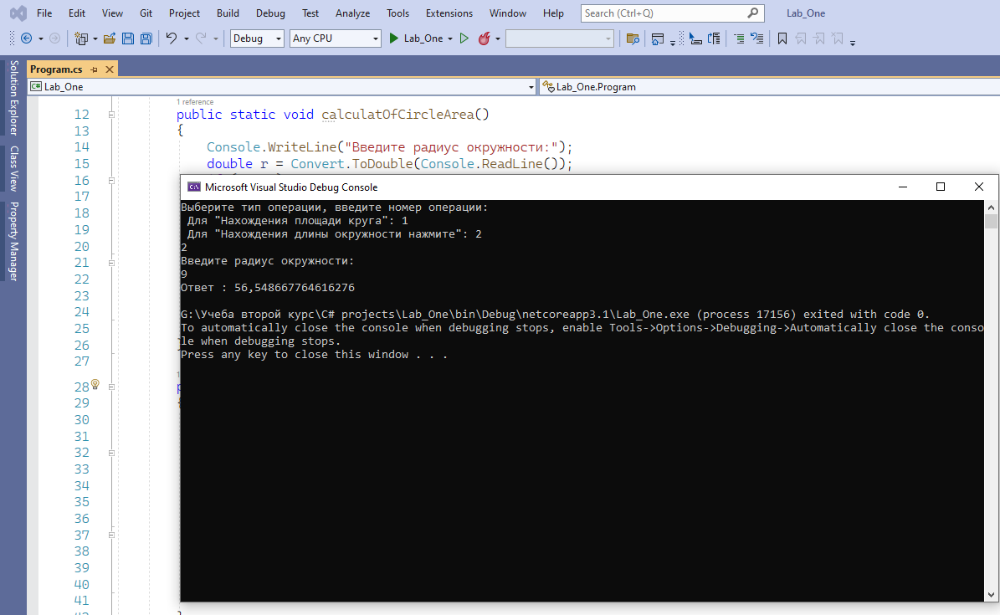 File Edit View Git Project Build Debug Test Analyze Tools Extensions Window Help Search (Ctrl+Q) Lab_One
Debug Any CPU Lab_One
Program.cs
Lab_One Lab_One.Program
Solution Explorer
Class View
Property Manager
1 reference
12 public static void calculatOfCircleArea()
13 {
14 Console.WriteLine("Введите радиус окружности:");
15 double r = Convert.ToDouble(Console.ReadLine());
16
17
18
19
20
21
22
23
24
25
26
27
28
29 {
30
31
32
33
34
35
36
37
38
39
40
41
Microsoft Visual Studio Debug Console
Выберите тип операции, введите номер операции:
Для "Нахождения площади круга": 1
Для "Нахождения длины окружности нажмите": 2
2
Введите радиус окружности:
9
Ответ : 56,548667764616276
G:\Учеба второй курс\C# projects\Lab_One\bin\Debug\netcoreapp3.1\Lab_One.exe (process 17156) exited with code 0.
To automatically close the console when debugging stops, enable Tools->Options->Debugging->Automatically close the conso
le when debugging stops.
Press any key to close this window . . .